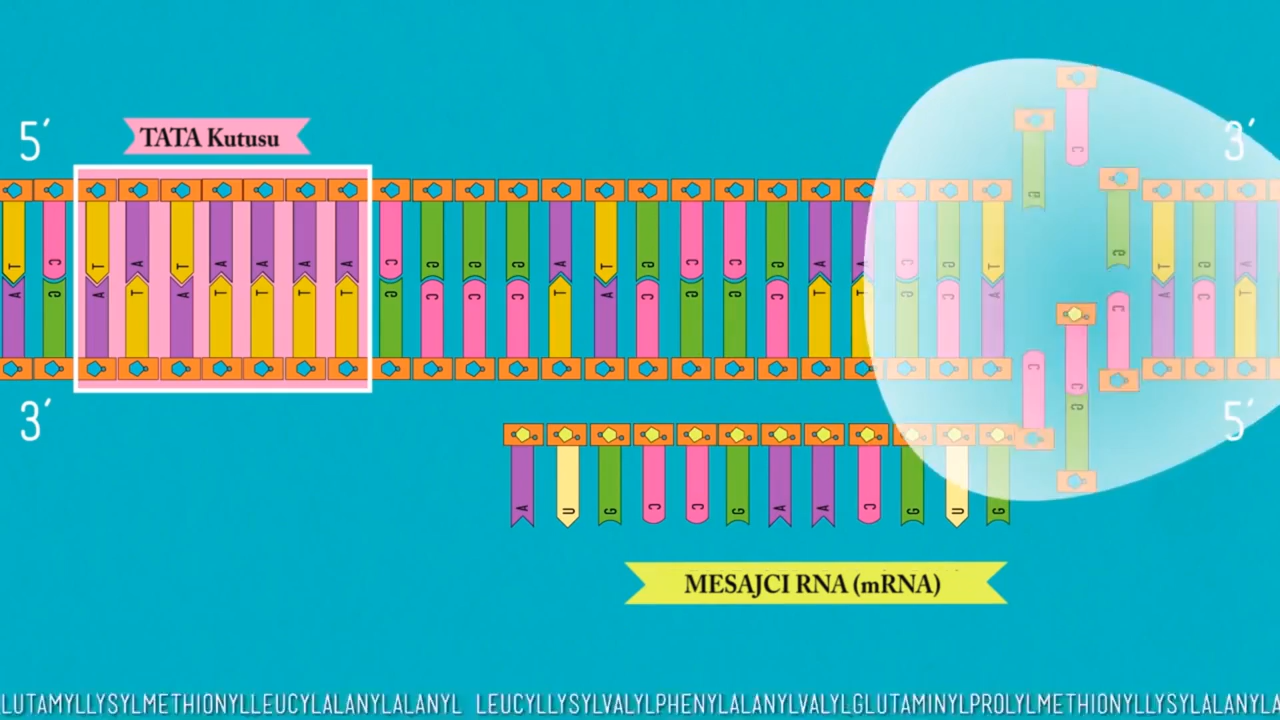 5´ TATA Kutusu 3´
T C T A T A A A A C G G G A T G C C G A A C G T G C G T G A
A G A T A T T T T G C C C T A C G G C T T G C A C C C A C T
G
3´ 5´
A U G C C G A A C G U G
MESAJCI RNA (mRNA)
LUTAMYLLYSYLMETHIONYLLEUCYLALANYLALANYL LEUCYLLYSYLVALYLPHENYLALANYLVALYLGLUTAMINYLPROLYLMETHIONYLLYSYLALANYLA